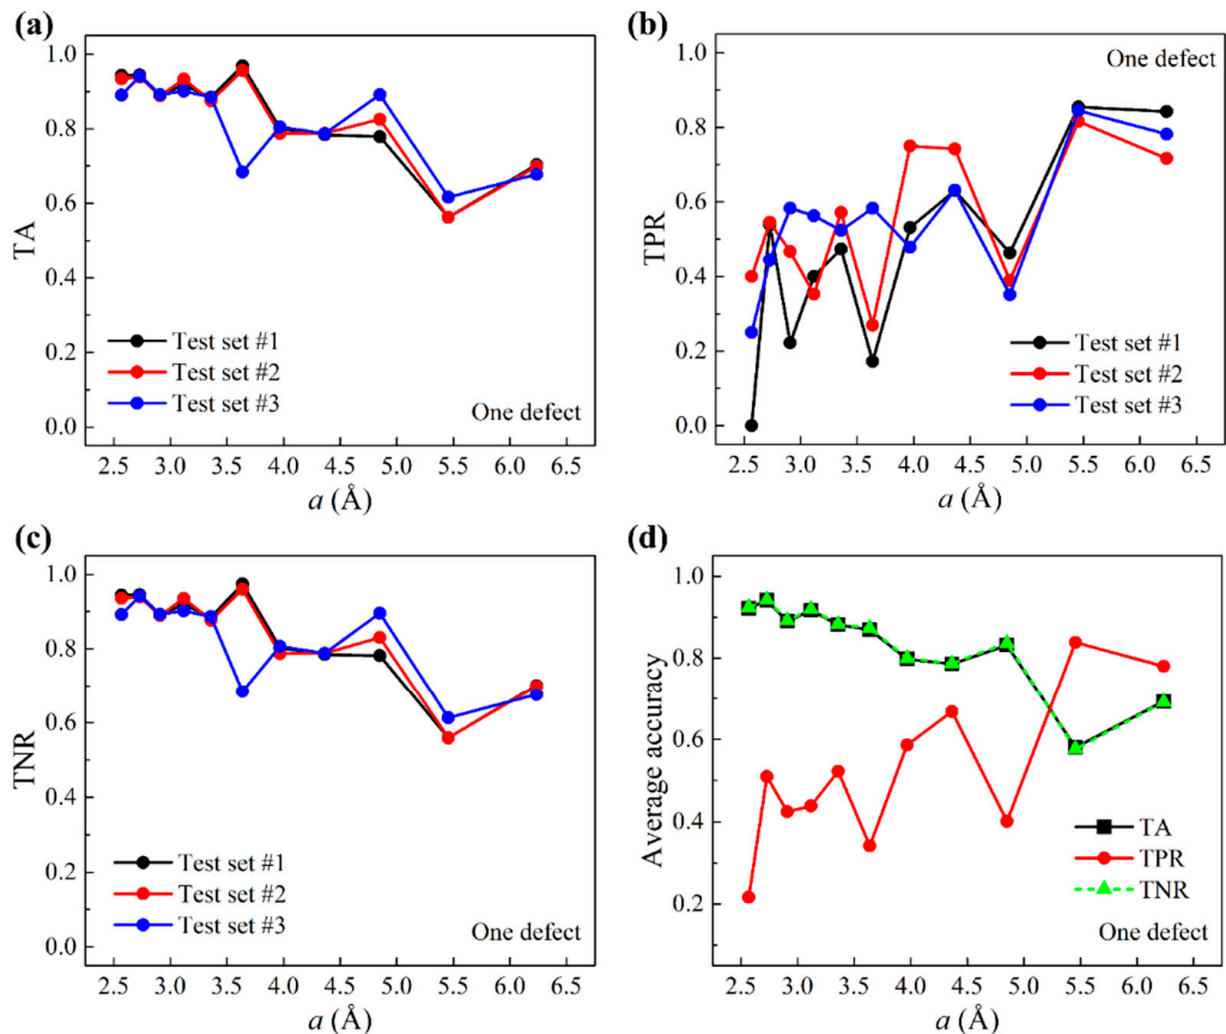 (a)
1.0
0.8
0.6
0.4
0.2
0.0
TA
Test set #1
Test set #2
Test set #3
One defect
2.5 3.0 3.5 4.0 4.5 5.0 5.5 6.0 6.5
a (Å)
(b)
One defect
1.0
0.8
0.6
0.4
0.2
0.0
TPR
Test set #1
Test set #2
Test set #3
2.5 3.0 3.5 4.0 4.5 5.0 5.5 6.0 6.5
a (Å)
(c)
1.0
0.8
0.6
0.4
0.2
0.0
TNR
Test set #1
Test set #2
Test set #3
One defect
2.5 3.0 3.5 4.0 4.5 5.0 5.5 6.0 6.5
a (Å)
(d)
1.0
0.8
0.6
0.4
0.2
Average accuracy
TA
TPR
TNR
One defect
2.5 3.0 3.5 4.0 4.5 5.0 5.5 6.0 6.5
a (Å)